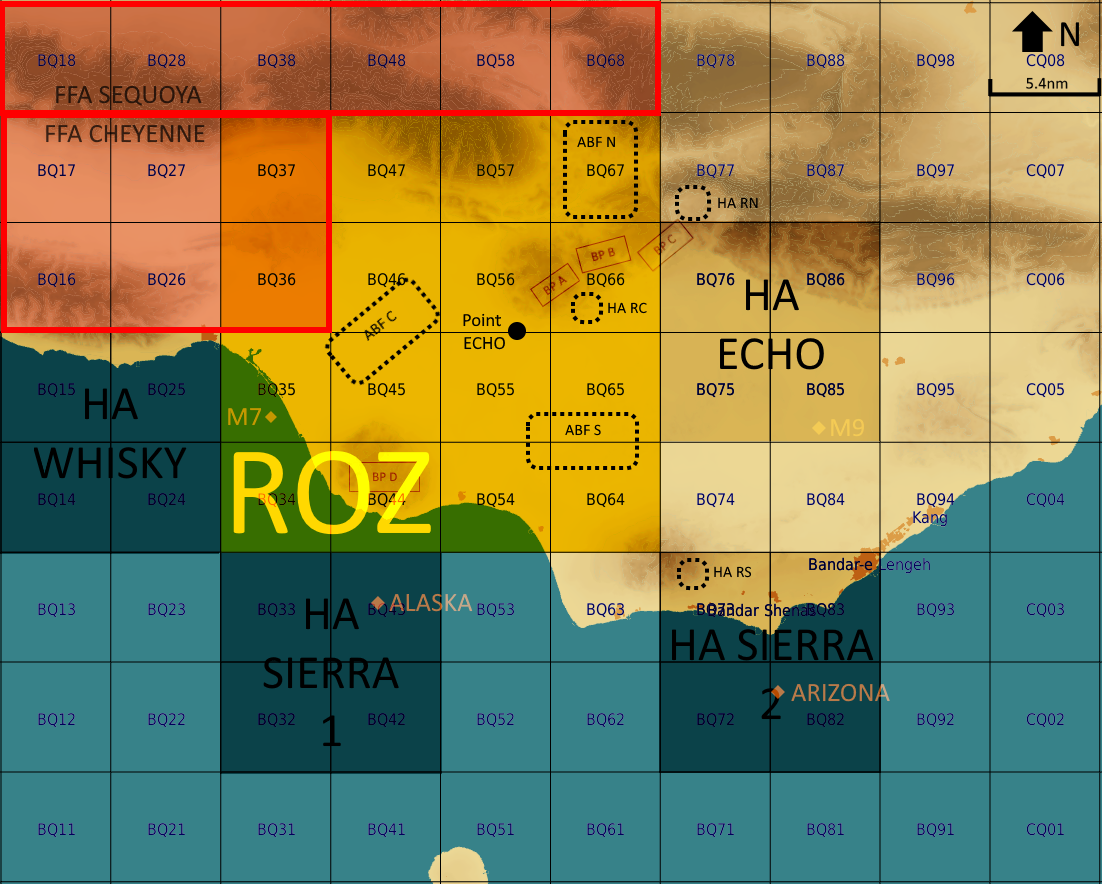 BQ18 BQ28 BQ38 BQ48 BQ58 BQ68 BQ78 BQ88 BQ98 CQ08
N
5.4nm
FFA SEQUOYA
FFA CHEYENNE
ABF N
BQ17 BQ27 BQ37 BQ47 BQ57 BQ67 BQ77 BQ87 BQ97 CQ07
HA RN
BP C
BP B
BP A
BQ16 BQ26 BQ36 BQ46 BQ56 BQ66 BQ76 BQ86 BQ96 CQ06
HA
ECHO
HA RC
ABF C
Point
ECHO
BQ15 BQ25 BQ35 BQ45 BQ55 BQ65 BQ75 BQ85 BQ95 CQ05
HA
WHISKY
M7
M9
ABF S
ROZ
BP D
BQ14 BQ24 BQ34 BQ44 BQ54 BQ64 BQ74 BQ84 BQ94 CQ04
Kang
Bandar-e Lengeh
HA RS
BQ13 BQ23 BQ33 BQ43 BQ53 BQ63 BQ73 BQ83 BQ93 CQ03
Bandar Shenas
ALASKA
HA
SIERRA
1
HA SIERRA
2
ARIZONA
BQ12 BQ22 BQ32 BQ42 BQ52 BQ62 BQ72 BQ82 BQ92 CQ02
BQ11 BQ21 BQ31 BQ41 BQ51 BQ61 BQ71 BQ81 BQ91 CQ01